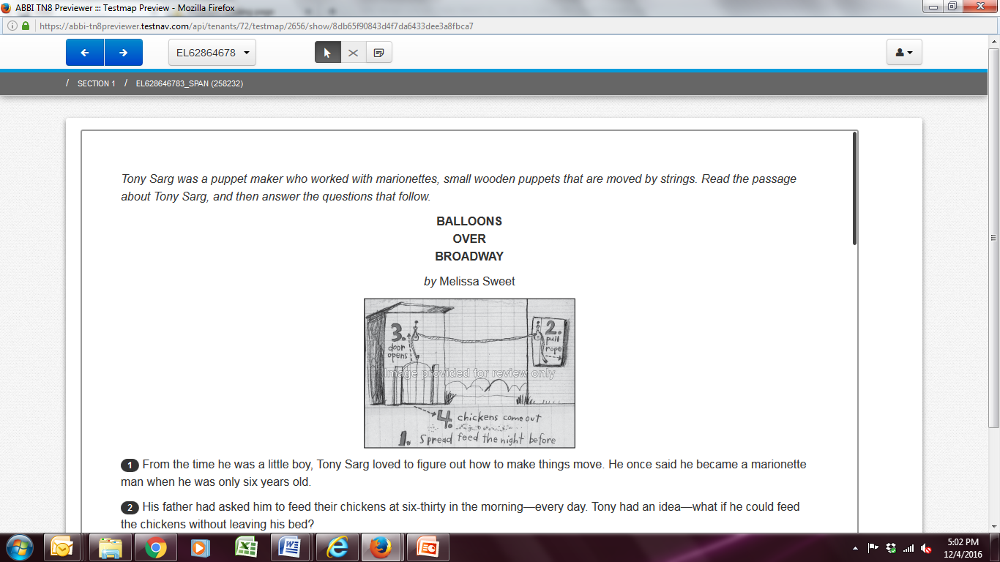 ABBI TN8 Previewer ::: Testmap Preview - Mozilla Firefox
https://abbi-tn8previewer.testnav.com/api/tenants/72/testmap/2656/show/8db65f90843d4f7da6433dee3a8fbca7
EL62864678
/ SECTION 1 / EL628646783_SPAN (258232)
Tony Sarg was a puppet maker who worked with marionettes, small wooden puppets that are moved by strings. Read the passage
about Tony Sarg, and then answer the questions that follow.
BALLOONS
OVER
BROADWAY
by Melissa Sweet
3.
door
opens
2.
pull
rope
Image provided for review only
4. chickens come out
1. Spread feed the night before
1 From the time he was a little boy, Tony Sarg loved to figure out how to make things move. He once said he became a marionette
man when he was only six years old.
2 His father had asked him to feed their chickens at six-thirty in the morning—every day. Tony had an idea—what if he could feed
the chickens without leaving his bed?
5:02 PM
12/4/2016